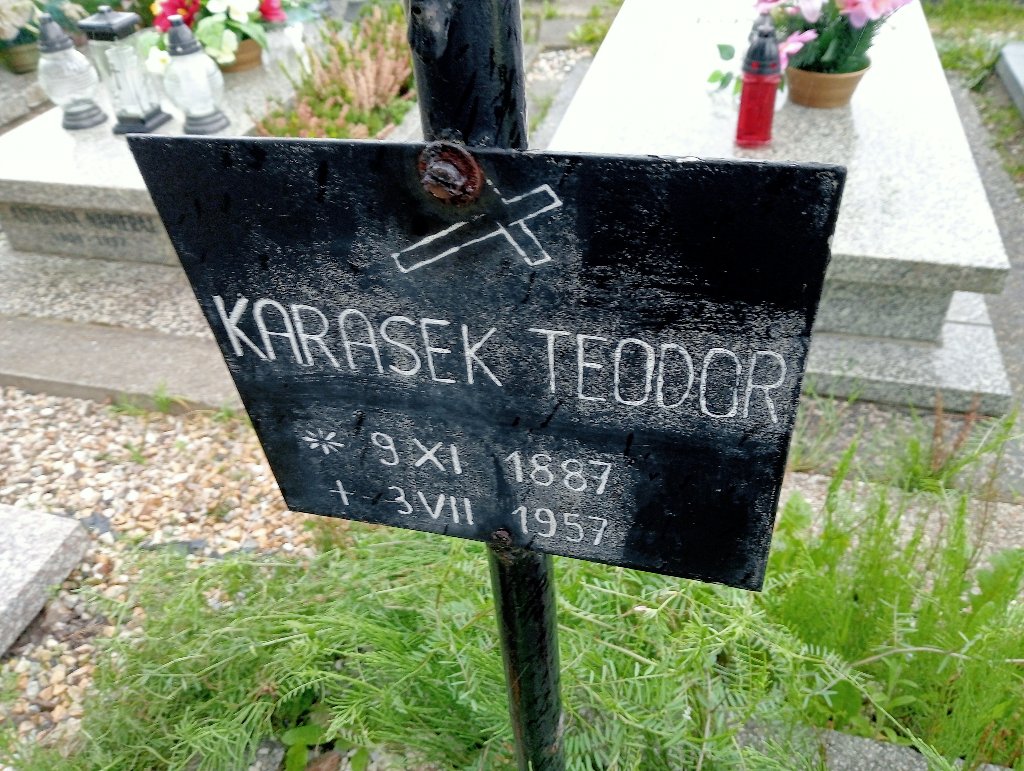 KARASEK TEODOR
* 9 XI 1887
+ 3 VII 1957